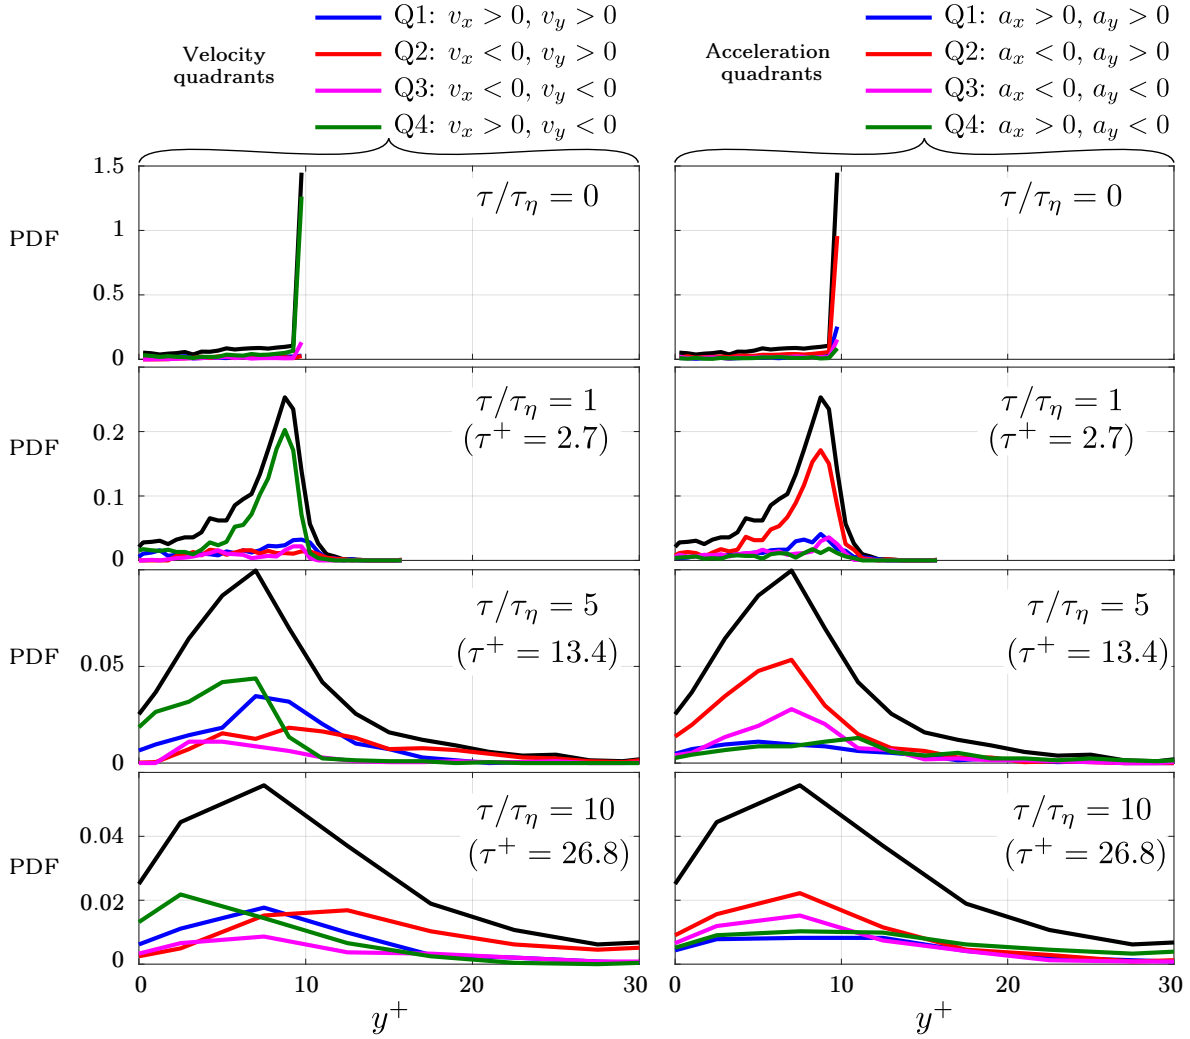 Velocity
quadrants
Q1: v_x > 0, v_y > 0
Q2: v_x < 0, v_y > 0
Q3: v_x < 0, v_y < 0
Q4: v_x > 0, v_y < 0
Acceleration
quadrants
Q1: a_x > 0, a_y > 0
Q2: a_x < 0, a_y > 0
Q3: a_x < 0, a_y < 0
Q4: a_x > 0, a_y < 0
PDF
1.5
1
0.5
0
τ/τ_η = 0
τ/τ_η = 0
PDF
0.2
0.1
0
τ/τ_η = 1
(τ⁺ = 2.7)
τ/τ_η = 1
(τ⁺ = 2.7)
PDF
0.05
0
τ/τ_η = 5
(τ⁺ = 13.4)
τ/τ_η = 5
(τ⁺ = 13.4)
PDF
0.04
0.02
0
τ/τ_η = 10
(τ⁺ = 26.8)
τ/τ_η = 10
(τ⁺ = 26.8)
0 10 20 30
0 10 20 30
y⁺
y⁺